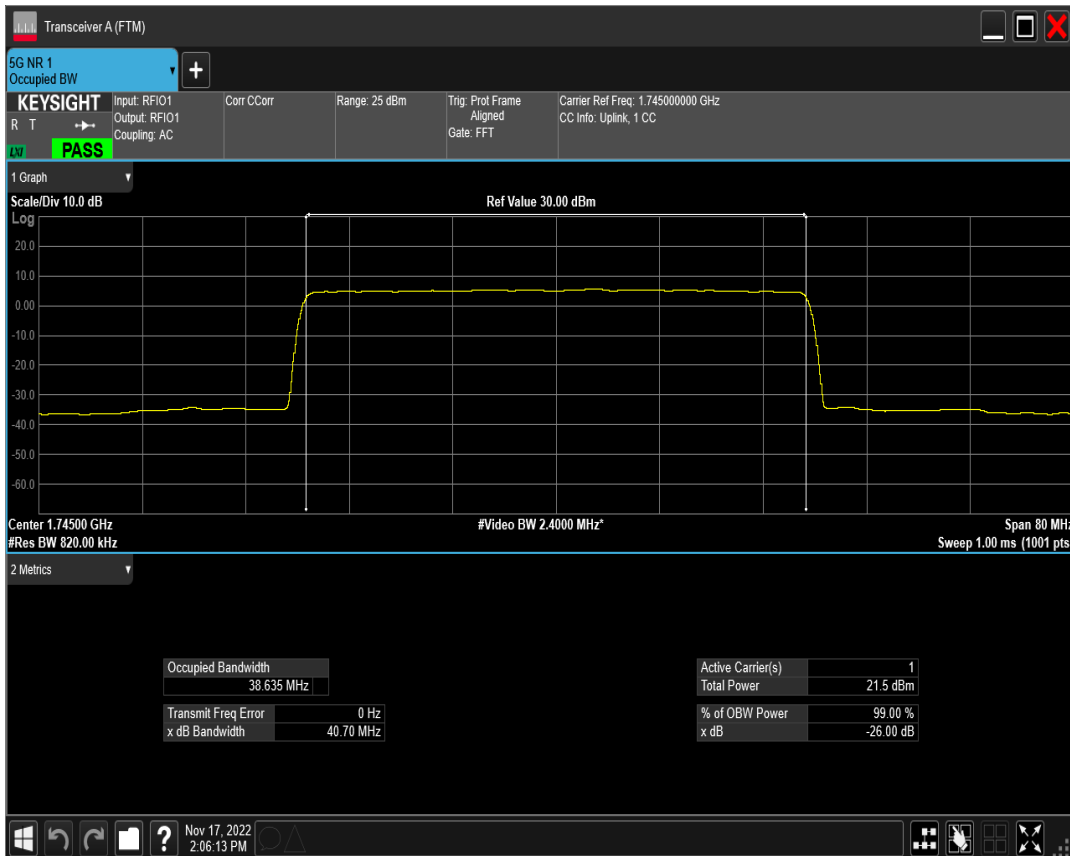 Transceiver A (FTM)
5G NR 1
Occupied BW
KEYSIGHT
R T
LXI
PASS
Input: RFIO1
Output: RFIO1
Coupling: AC
Corr CCorr
Range: 25 dBm
Trig: Prot Frame
Aligned
Gate: FFT
Carrier Ref Freq: 1.745000000 GHz
CC Info: Uplink, 1 CC
1 Graph
Scale/Div 10.0 dB
Ref Value 30.00 dBm
Log
20.0
10.0
0.00
-10.0
-20.0
-30.0
-40.0
-50.0
-60.0
Center 1.74500 GHz
#Video BW 2.4000 MHz*
Span 80 MHz
#Res BW 820.00 kHz
Sweep 1.00 ms (1001 pts
2 Metrics
Occupied Bandwidth
38.635 MHz
Transmit Freq Error 0 Hz
x dB Bandwidth 40.70 MHz
Active Carrier(s) 1
Total Power 21.5 dBm
% of OBW Power 99.00 %
x dB -26.00 dB
Nov 17, 2022
2:06:13 PM